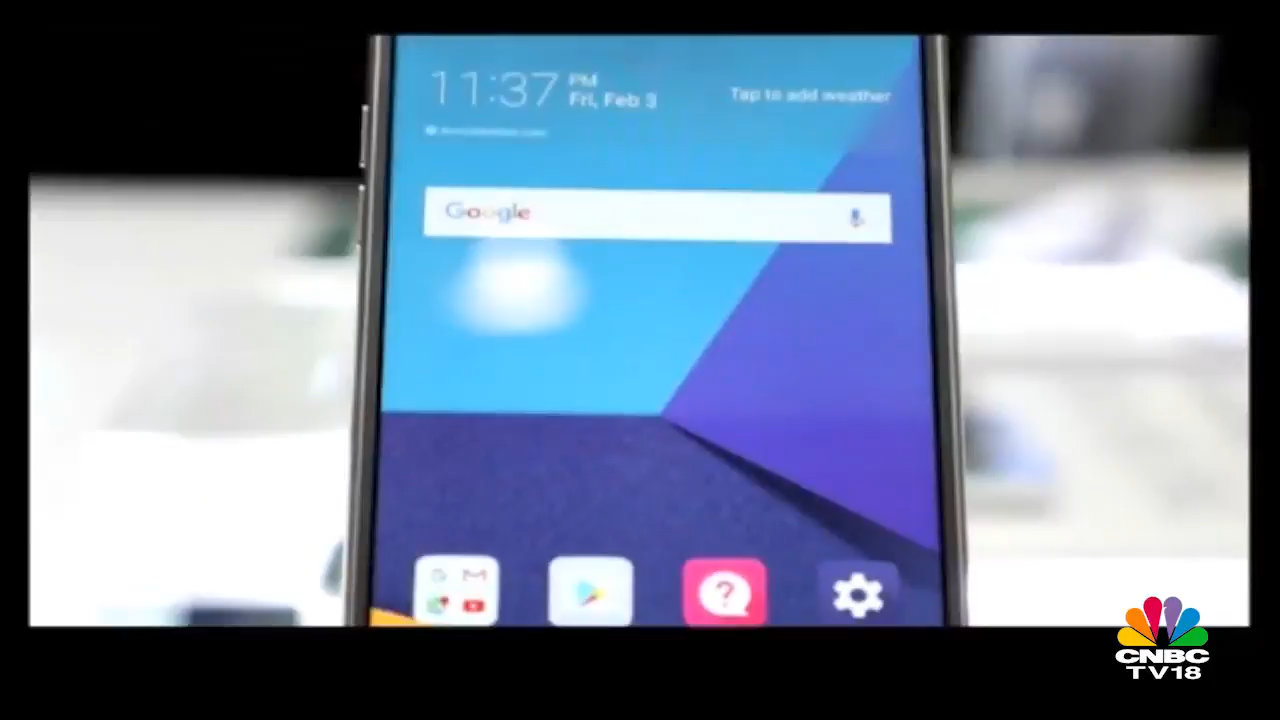 11:37 PM
Fri, Feb 3
Tap to add weather
Google
?
CNBC
TV18